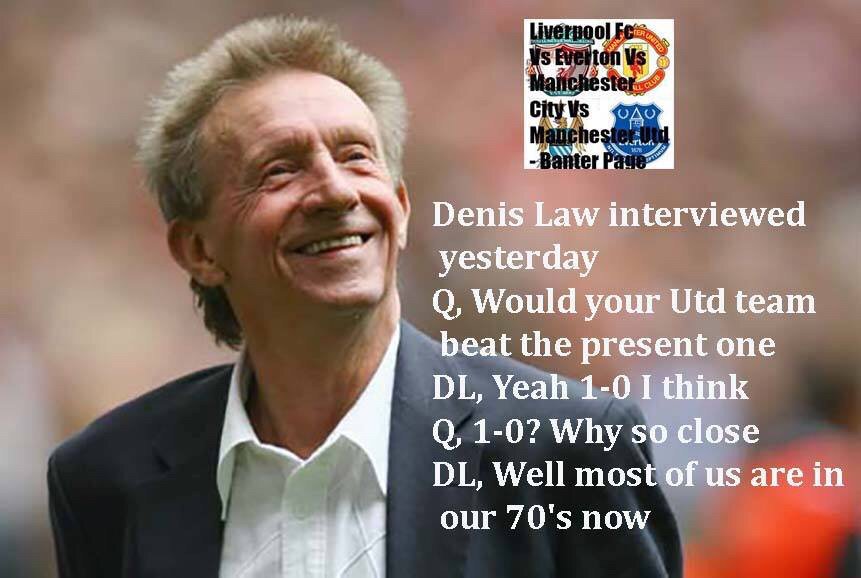 Liverpool Fc
Vs Everton Vs
Manchester
City Vs
Manchester Utd
- Banter Page
Denis Law interviewed
yesterday
Q, Would your Utd team
beat the present one
DL, Yeah 1-0 I think
Q, 1-0? Why so close
DL, Well most of us are in
our 70's now